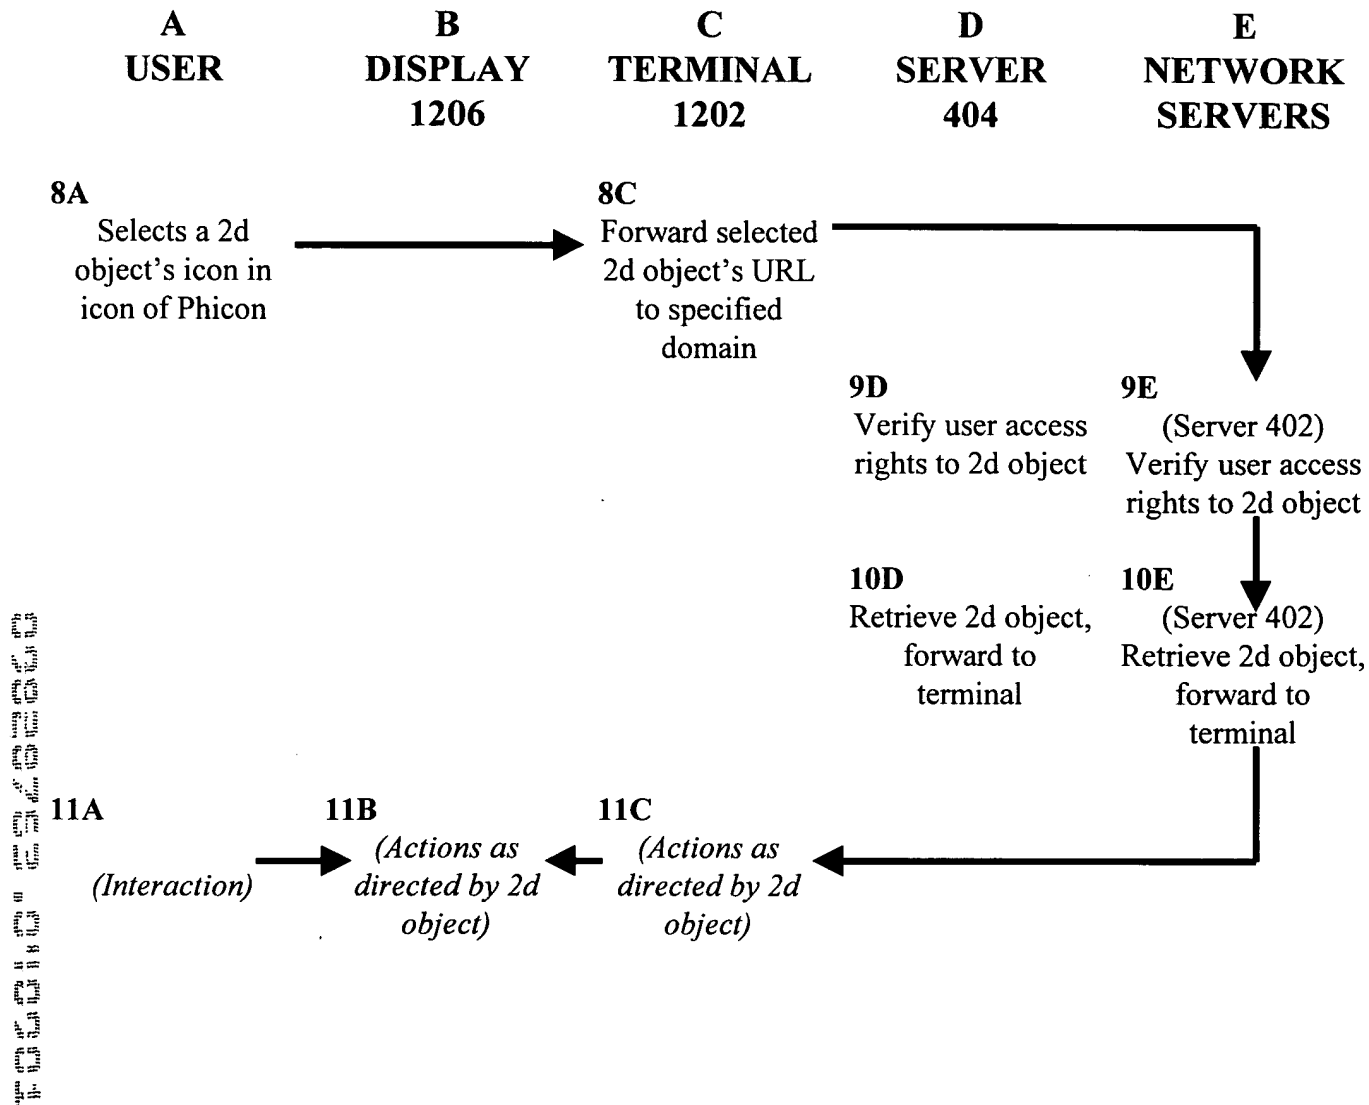 A B C D E
USER DISPLAY TERMINAL SERVER NETWORK
1206 1202 404 SERVERS
8A
Selects a 2d
object's icon in
icon of Phicon
8C
Forward selected
2d object's URL
to specified
domain
9D
Verify user access
rights to 2d object
9E
(Server 402)
Verify user access
rights to 2d object
10D
Retrieve 2d object,
forward to
terminal
10E
(Server 402)
Retrieve 2d object,
forward to
terminal
11A
(Interaction)
11B
(Actions as
directed by 2d
object)
11C
(Actions as
directed by 2d
object)